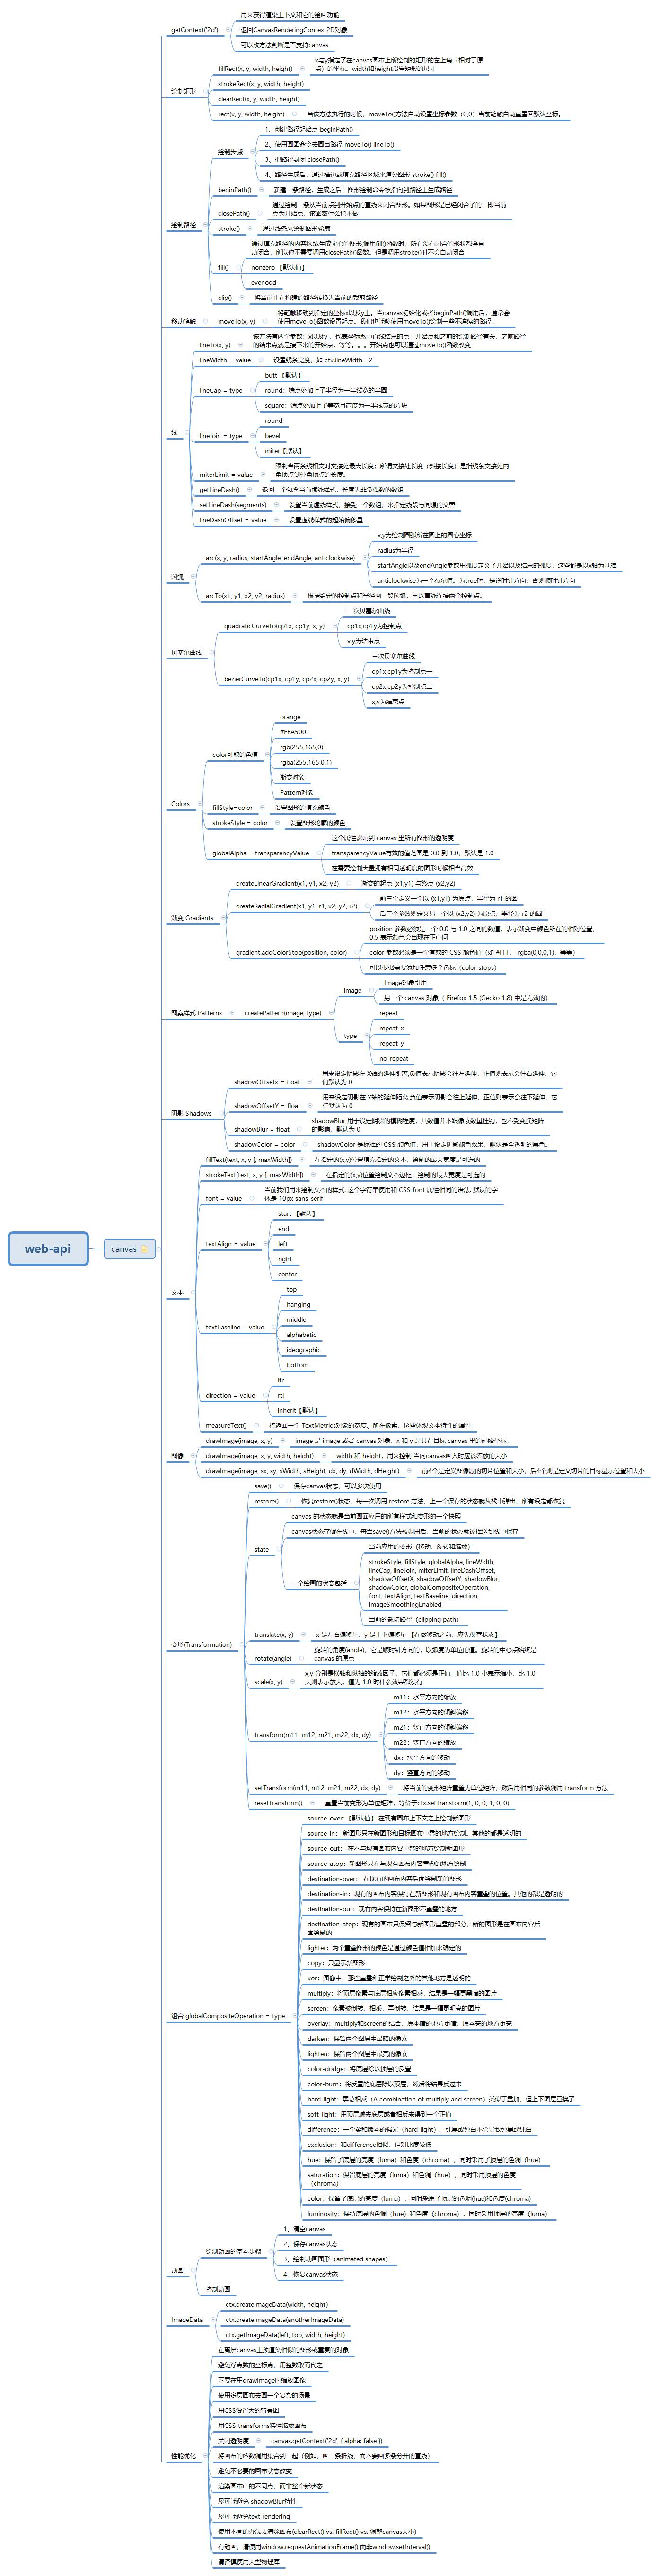 getContext('2d')
用来获得渲染上下文和它的绘画功能
返回CanvasRenderingContext2D对象
可以改方法判断是否支持canvas
绘制矩形
fillRect(x, y, width, height)
x与y指定了在canvas画布上所绘制的矩形的左上角（相对于原
点）的坐标。width和height设置矩形的尺寸
strokeRect(x, y, width, height)
clearRect(x, y, width, height)
rect(x, y, width, height)
当该方法执行的时候，moveTo()方法自动设置坐标参数（0,0）当前笔触自动重置回默认坐标。
绘制路径
绘制步骤
1、创建路径起始点 beginPath()
2、使用画图命令去画出路径 moveTo() lineTo()
3、把路径封闭 closePath()
4、路径生成后，通过描边或填充路径区域来渲染图形 stroke() fill()
beginPath()
新建一条路径，生成之后，图形绘制命令被指向到路径上生成路径
closePath()
通过绘制一条从当前点到开始点的直线来闭合图形。如果图形是已经闭合了的，即当前
点为开始点，该函数什么也不做
stroke()
通过线条来绘制图形轮廓
fill()
通过填充路径的内容区域生成实心的图形,调用fill()函数时，所有没有闭合的形状都会自
动闭合，所以你不需要调用closePath()函数。但是调用stroke()时不会自动闭合
nonzero 【默认值】
evenodd
clip()
将当前正在构建的路径转换为当前的裁剪路径
移动笔触
moveTo(x, y)
将笔触移动到指定的坐标x以及y上。当canvas初始化或者beginPath()调用后，通常会
使用moveTo()函数设置起点。我们也能够使用moveTo()绘制一些不连续的路径。
线
lineTo(x, y)
该方法有两个参数：x以及y ，代表坐标系中直线结束的点。开始点和之前的绘制路径有关，之前路径
的结束点就是接下来的开始点，等等。。。开始点也可以通过moveTo()函数改变
lineWidth = value
设置线条宽度，如 ctx.lineWidth= 2
lineCap = type
butt 【默认】
round：端点处加上了半径为一半线宽的半圆
square：端点处加上了等宽且高度为一半线宽的方块
lineJoin = type
round
bevel
miter【默认】
miterLimit = value
限制当两条线相交时交接处最大长度；所谓交接处长度（斜接长度）是指线条交接处内
角顶点到外角顶点的长度。
getLineDash()
返回一个包含当前虚线样式，长度为非负偶数的数组
setLineDash(segments)
设置当前虚线样式，接受一个数组，来指定线段与间隙的交替
lineDashOffset = value
设置虚线样式的起始偏移量
圆弧
arc(x, y, radius, startAngle, endAngle, anticlockwise)
x,y为绘制圆弧所在圆上的圆心坐标
radius为半径
startAngle以及endAngle参数用弧度定义了开始以及结束的弧度，这些都是以x轴为基准
anticlockwise为一个布尔值。为true时，是逆时针方向，否则顺时针方向
arcTo(x1, y1, x2, y2, radius)
根据给定的控制点和半径画一段圆弧，再以直线连接两个控制点。
贝塞尔曲线
quadraticCurveTo(cp1x, cp1y, x, y)
二次贝塞尔曲线
cp1x,cp1y为控制点
x,y为结束点
bezierCurveTo(cp1x, cp1y, cp2x, cp2y, x, y)
三次贝塞尔曲线
cp1x,cp1y为控制点一
cp2x,cp2y为控制点二
x,y为结束点
Colors
color可取的色值
orange
#FFA500
rgb(255,165,0)
rgba(255,165,0,1)
渐变对象
Pattern对象
fillStyle=color
设置图形的填充颜色
strokeStyle = color
设置图形轮廓的颜色
globalAlpha = transparencyValue
这个属性影响到 canvas 里所有图形的透明度
transparencyValue有效的值范围是 0.0 到 1.0，默认是 1.0
在需要绘制大量拥有相同透明度的图形时候相当高效
渐变 Gradients
createLinearGradient(x1, y1, x2, y2)
渐变的起点 (x1,y1) 与终点 (x2,y2)
createRadialGradient(x1, y1, r1, x2, y2, r2)
前三个定义一个以 (x1,y1) 为原点，半径为 r1 的圆
后三个参数则定义另一个以 (x2,y2) 为原点，半径为 r2 的圆
gradient.addColorStop(position, color)
position 参数必须是一个 0.0 与 1.0 之间的数值，表示渐变中颜色所在的相对位置，
0.5 表示颜色会出现在正中间
color 参数必须是一个有效的 CSS 颜色值（如 #FFF， rgba(0,0,0,1)，等等）
可以根据需要添加任意多个色标（color stops）
图案样式 Patterns
createPattern(image, type)
image
Image对象引用
另一个 canvas 对象（ Firefox 1.5 (Gecko 1.8) 中是无效的）
type
repeat
repeat-x
repeat-y
no-repeat
阴影 Shadows
shadowOffsetx = float
用来设定阴影在 X轴的延伸距离,负值表示阴影会往左延伸，正值则表示会往右延伸，它
们默认为 0
shadowOffsetY = float
用来设定阴影在 Y轴的延伸距离,负值表示阴影会往上延伸，正值则表示会往下延伸，它
们默认为 0
shadowBlur = float
shadowBlur 用于设定阴影的模糊程度，其数值并不跟像素数量挂钩，也不受变换矩阵
的影响，默认为 0
shadowColor = color
shadowColor 是标准的 CSS 颜色值，用于设定阴影颜色效果，默认是全透明的黑色。
web-api
canvas
文本
fillText(text, x, y [, maxWidth])
在指定的(x,y)位置填充指定的文本，绘制的最大宽度是可选的
strokeText(text, x, y [, maxWidth])
在指定的(x,y)位置绘制文本边框，绘制的最大宽度是可选的
font = value
当前我们用来绘制文本的样式. 这个字符串使用和 CSS font 属性相同的语法, 默认的字
体是 10px sans-serif
textAlign = value
start 【默认】
end
left
right
center
textBaseline = value
top
hanging
middle
alphabetic
ideographic
bottom
direction = value
ltr
rtl
inherit【默认】
measureText()
将返回一个 TextMetrics对象的宽度、所在像素，这些体现文本特性的属性
图像
drawImage(image, x, y)
image 是 image 或者 canvas 对象，x 和 y 是其在目标 canvas 里的起始坐标。
drawImage(image, x, y, width, height)
width 和 height，用来控制 当向canvas画入时应该缩放的大小
drawImage(image, sx, sy, sWidth, sHeight, dx, dy, dWidth, dHeight)
前4个是定义图像源的切片位置和大小，后4个则是定义切片的目标显示位置和大小
变形(Transformation)
save()
保存canvas状态，可以多次使用
restore()
恢复restore()状态，每一次调用 restore 方法，上一个保存的状态就从栈中弹出，所有设定都恢复
state
canvas 的状态就是当前画面应用的所有样式和变形的一个快照
canvas状态存储在栈中，每当save()方法被调用后，当前的状态就被推送到栈中保存
一个绘画的状态包括
当前应用的变形（移动，旋转和缩放）
strokeStyle, fillStyle, globalAlpha, lineWidth,
lineCap, lineJoin, miterLimit, lineDashOffset,
shadowOffsetX, shadowOffsetY, shadowBlur,
shadowColor, globalCompositeOperation,
font, textAlign, textBaseline, direction,
imageSmoothingEnabled
当前的裁切路径（clipping path）
translate(x, y)
x 是左右偏移量，y 是上下偏移量 【在做移动之前，应先保存状态】
rotate(angle)
旋转的角度(angle)，它是顺时针方向的，以弧度为单位的值。旋转的中心点始终是
canvas 的原点
scale(x, y)
x,y 分别是横轴和纵轴的缩放因子，它们都必须是正值。值比 1.0 小表示缩小，比 1.0
大则表示放大，值为 1.0 时什么效果都没有
transform(m11, m12, m21, m22, dx, dy)
m11：水平方向的缩放
m12：水平方向的倾斜偏移
m21：竖直方向的倾斜偏移
m22：竖直方向的缩放
dx：水平方向的移动
dy：竖直方向的移动
setTransform(m11, m12, m21, m22, dx, dy)
将当前的变形矩阵重置为单位矩阵，然后用相同的参数调用 transform 方法
resetTransform()
重置当前变形为单位矩阵，等价于ctx.setTransform(1, 0, 0, 1, 0, 0)
组合 globalCompositeOperation = type
source-over:【默认值】 在现有画布上下文之上绘制新图形
source-in： 新图形只在新图形和目标画布重叠的地方绘制。其他的都是透明的
source-out： 在不与现有画布内容重叠的地方绘制新图形
source-atop：新图形只在与现有画布内容重叠的地方绘制
destination-over： 在现有的画布内容后面绘制新的图形
destination-in：现有的画布内容保持在新图形和现有画布内容重叠的位置。其他的都是透明的
destination-out：现有内容保持在新图形不重叠的地方
destination-atop：现有的画布只保留与新图形重叠的部分，新的图形是在画布内容后
面绘制的
lighter：两个重叠图形的颜色是通过颜色值相加来确定的
copy：只显示新图形
xor：图像中，那些重叠和正常绘制之外的其他地方是透明的
multiply：将顶层像素与底层相应像素相乘，结果是一幅更黑暗的图片
screen：像素被倒转，相乘，再倒转，结果是一幅更明亮的图片
overlay：multiply和screen的结合，原本暗的地方更暗，原本亮的地方更亮
darken：保留两个图层中最暗的像素
lighten：保留两个图层中最亮的像素
color-dodge：将底层除以顶层的反置
color-burn：将反置的底层除以顶层，然后将结果反过来
hard-light：屏幕相乘（A combination of multiply and screen）类似于叠加，但上下图层互换了
soft-light：用顶层减去底层或者相反来得到一个正值
difference：一个柔和版本的强光（hard-light）。纯黑或纯白不会导致纯黑或纯白
exclusion：和difference相似，但对比度较低
hue：保留了底层的亮度（luma）和色度（chroma），同时采用了顶层的色调（hue）
saturation：保留底层的亮度（luma）和色调（hue），同时采用顶层的色度
（chroma）
color：保留了底层的亮度（luma），同时采用了顶层的色调(hue)和色度(chroma)
luminosity：保持底层的色调（hue）和色度（chroma），同时采用顶层的亮度（luma）
动画
绘制动画的基本步骤
1、清空canvas
2、保存canvas状态
3、绘制动画图形（animated shapes）
4、恢复canvas状态
控制动画
ImageData
ctx.createImageData(width, height)
ctx.createImageData(anotherImageData)
ctx.getImageData(left, top, width, height)
性能优化
在离屏canvas上预渲染相似的图形或重复的对象
避免浮点数的坐标点，用整数取而代之
不要在用drawImage时缩放图像
使用多层画布去画一个复杂的场景
用CSS设置大的背景图
用CSS transforms特性缩放画布
关闭透明度
canvas.getContext('2d', { alpha: false })
将画布的函数调用集合到一起（例如，画一条折线，而不要画多条分开的直线）
避免不必要的画布状态改变
渲染画布中的不同点，而非整个新状态
尽可能避免 shadowBlur特性
尽可能避免text rendering
使用不同的办法去清除画布(clearRect() vs. fillRect() vs. 调整canvas大小)
有动画，请使用window.requestAnimationFrame() 而非window.setInterval()
请谨慎使用大型物理库